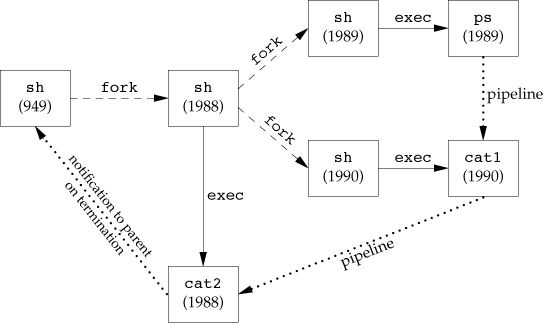 sh
(1989)
exec
ps
(1989)
fork
sh
(949)
fork
sh
(1988)
pipeline
fork
sh
(1990)
exec
cat1
(1990)
notification to parent
on termination
exec
pipeline
cat2
(1988)